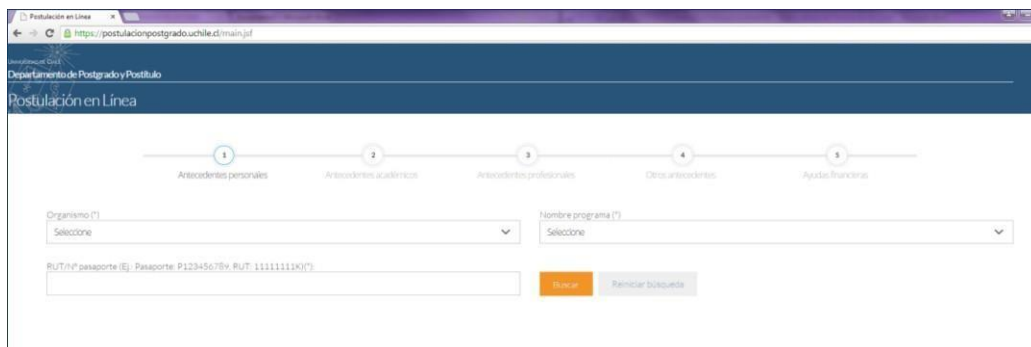 Postulación en Línea
https://postulacionpostgrado.uchile.cl/main.jsf
Departamento de Postgrado y Postítulo
Postulación en Línea
1 2 3 4 5
Antecedentes personales Antecedentes académicos Antecedentes profesionales Otros antecedentes Ayudas financieras
Organismo (*) Nombre programa (*)
Seleccione Seleccione
RUT/Nº pasaporte (Ej.: Pasaporte: P123456789, RUT: 11111111K)(*):
Buscar Reiniciar búsqueda